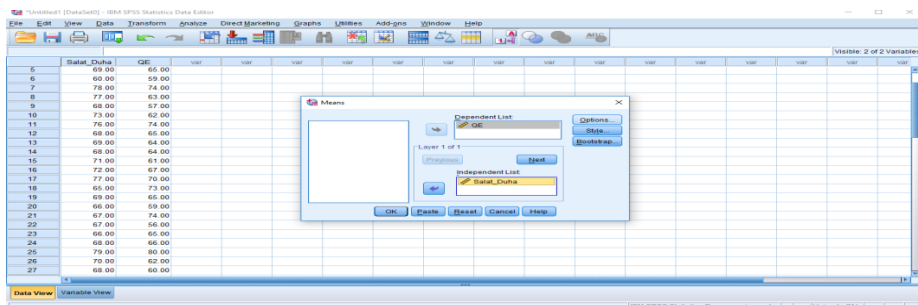 *Untitled1 [DataSet0] - IBM SPSS Statistics Data Editor
File Edit View Data Transform Analyze Direct Marketing Graphs Utilities Add-ons Window Help
Visible: 2 of 2 Variables
Salat_Duha QE var var var var var var var var var var var var var
5 69.00 65.00
6 60.00 59.00
7 78.00 74.00
8 77.00 63.00
9 68.00 57.00
10 73.00 62.00
11 76.00 74.00
12 68.00 65.00
13 69.00 64.00
14 68.00 64.00
15 71.00 61.00
16 72.00 67.00
17 77.00 70.00
18 65.00 73.00
19 69.00 65.00
20 66.00 59.00
21 67.00 74.00
22 67.00 56.00
23 66.00 65.00
24 68.00 66.00
25 79.00 80.00
26 70.00 62.00
27 68.00 60.00
Means
Dependent List:
QE
Options...
Style...
Bootstrap...
Layer 1 of 1
Previous Next
Independent List:
Salat_Duha
OK Paste Reset Cancel Help
Data View Variable View